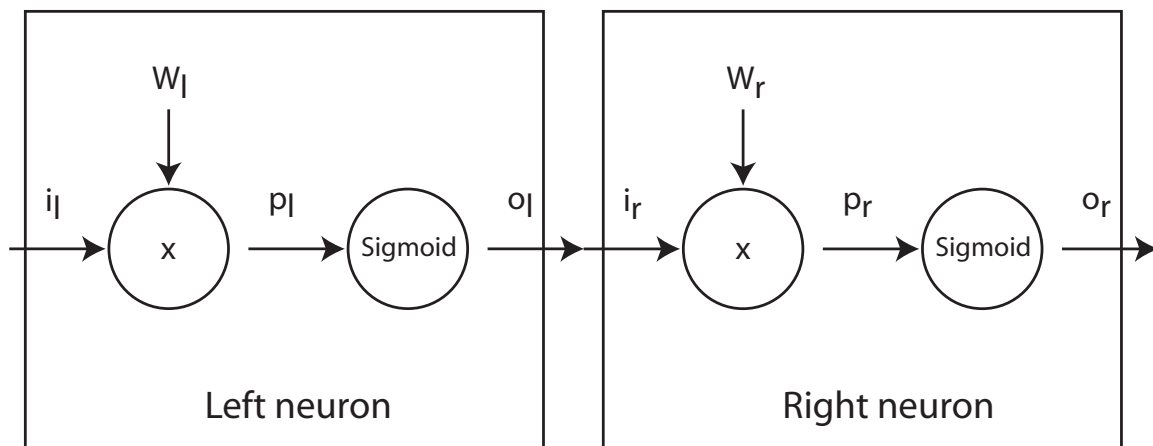 W_l W_r
i_l p_l o_l i_r p_r o_r
x Sigmoid x Sigmoid
Left neuron Right neuron